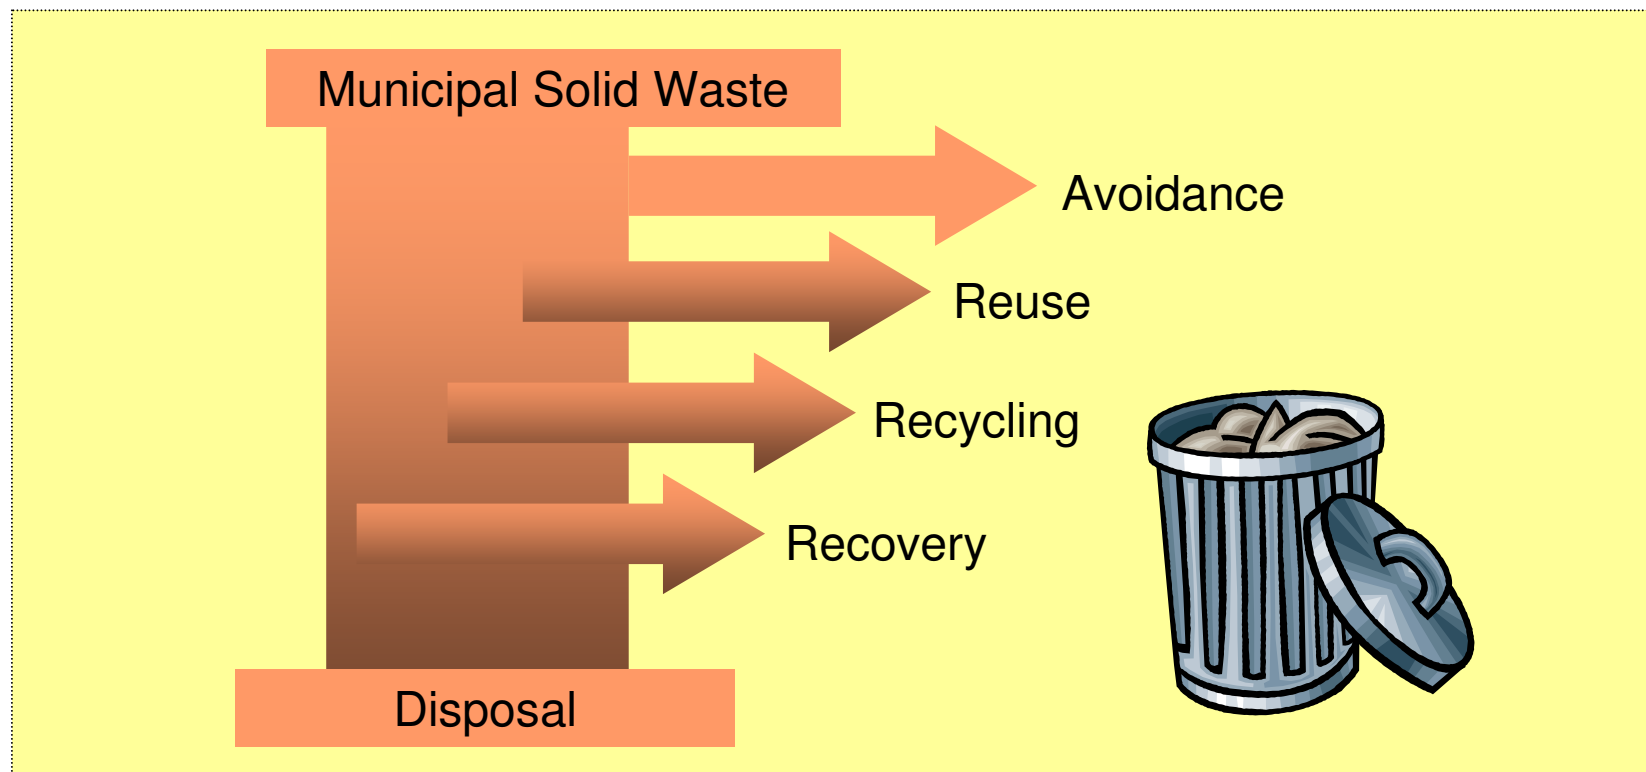 Municipal Solid Waste
Avoidance
Reuse
Recycling
Recovery
Disposal